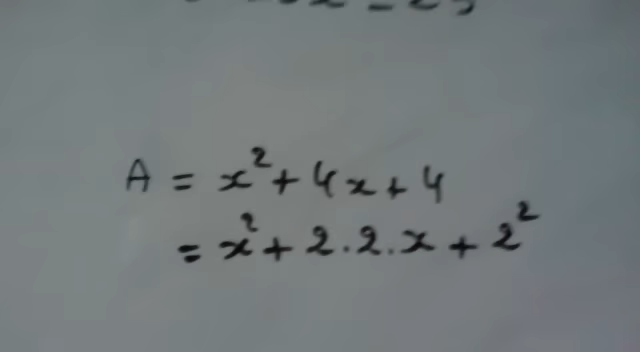 A = x² + 4x + 4
= x² + 2.2.x + 2²